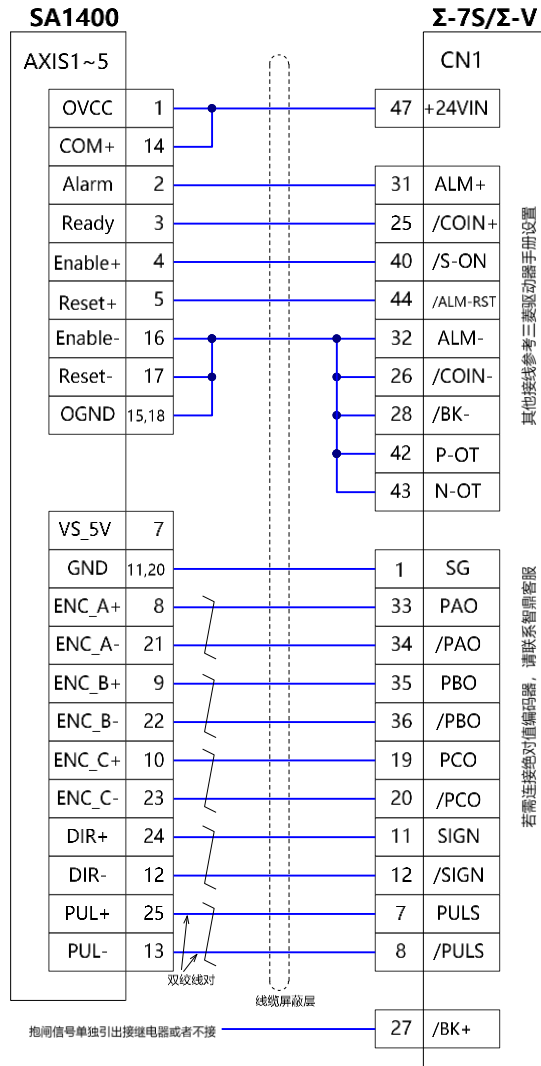 SA1400 Σ-7S/Σ-V
AXIS1~5 CN1
OVCC 1 47 +24VIN
COM+ 14
Alarm 2 31 ALM+
Ready 3 25 /COIN+
Enable+ 4 40 /S-ON
Reset+ 5 44 /ALM-RST
Enable- 16 32 ALM-
Reset- 17 26 /COIN-
OGND 15,18 28 /BK-
42 P-OT
43 N-OT
VS_5V 7
GND 11,20 1 SG
ENC_A+ 8 33 PAO
ENC_A- 21 34 /PAO
ENC_B+ 9 35 PBO
ENC_B- 22 36 /PBO
ENC_C+ 10 19 PCO
ENC_C- 23 20 /PCO
DIR+ 24 11 SIGN
DIR- 12 12 /SIGN
PUL+ 25 7 PULS
PUL- 13 8 /PULS
双绞线对
线缆屏蔽层
抱闸信号单独引出接继电器或者不接 27 /BK+
其他接线参考三菱驱动器手册设置
若需连接绝对值编码器，请联系智鼎客服